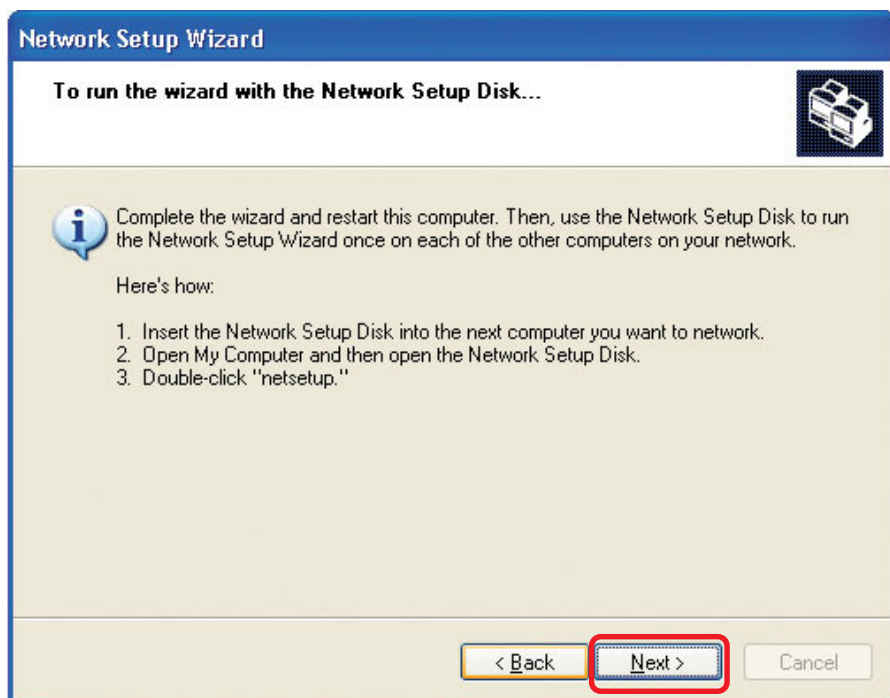 Network Setup Wizard
To run the wizard with the Network Setup Disk...
Complete the wizard and restart this computer. Then, use the Network Setup Disk to run
the Network Setup Wizard once on each of the other computers on your network.
Here's how:
1. Insert the Network Setup Disk into the next computer you want to network.
2. Open My Computer and then open the Network Setup Disk.
3. Double-click "netsetup."
< Back Next > Cancel